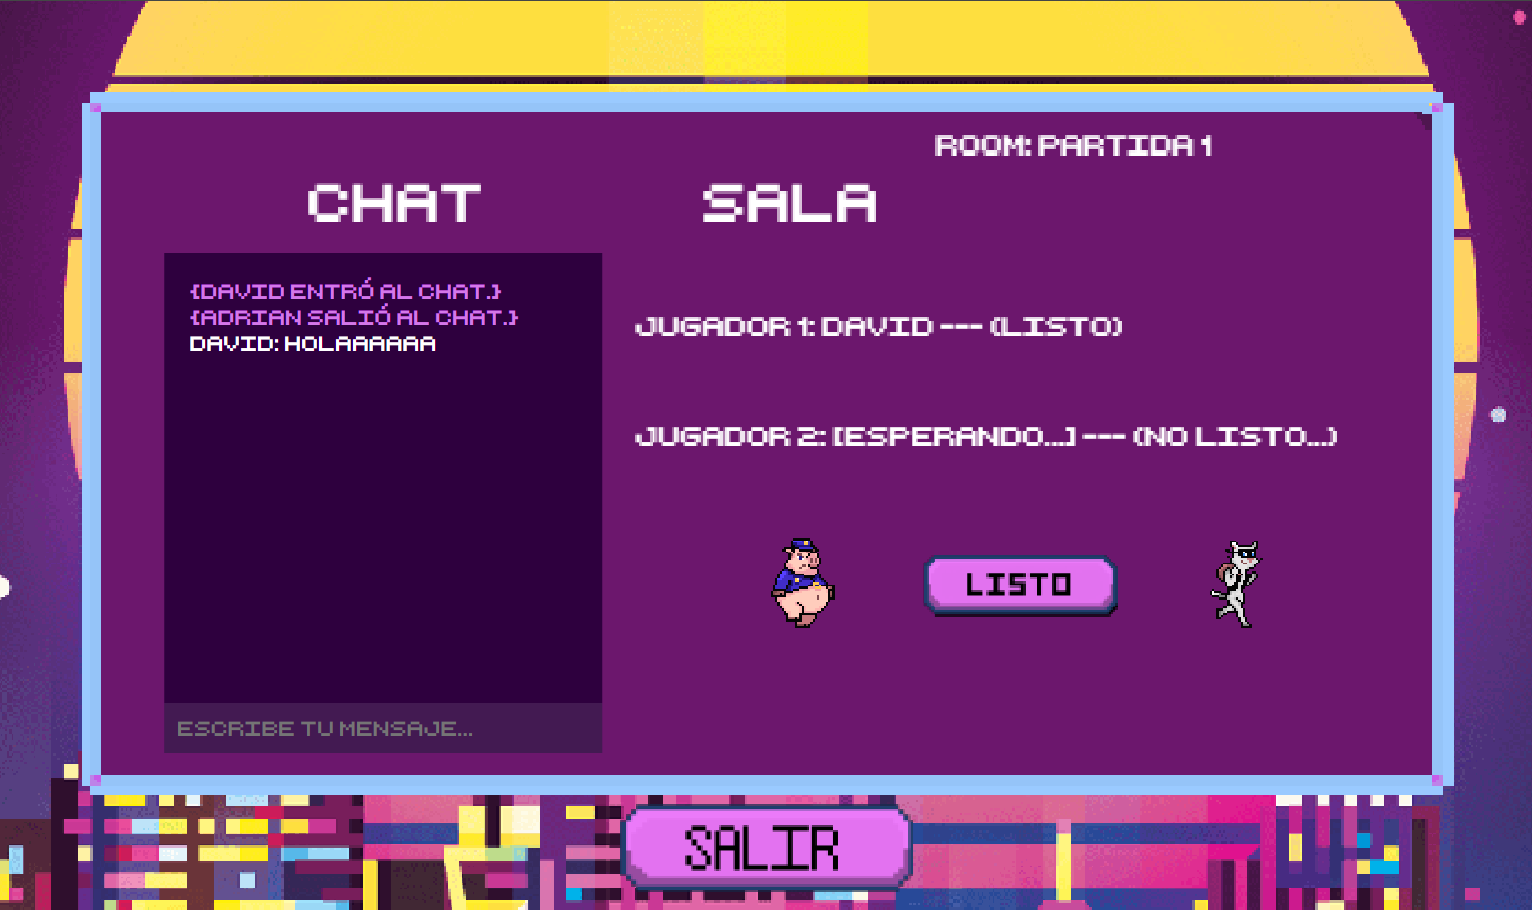 ROOM: PARTIDA 1
CHAT
SALA
{DAVID ENTRÓ AL CHAT.}
{ADRIAN SALIÓ AL CHAT.}
DAVID: HOLAAAAAA
JUGADOR 1: DAVID --- (LISTO)
JUGADOR 2: [ESPERANDO...] --- (NO LISTO...)
LISTO
ESCRIBE TU MENSAJE...
SALIR